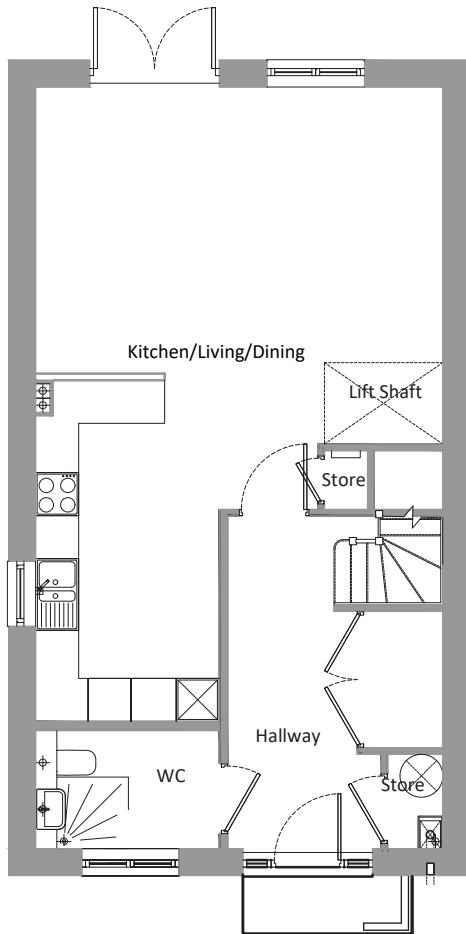 Kitchen/Living/Dining
Lift Shaft
Store
Hallway
WC
Store